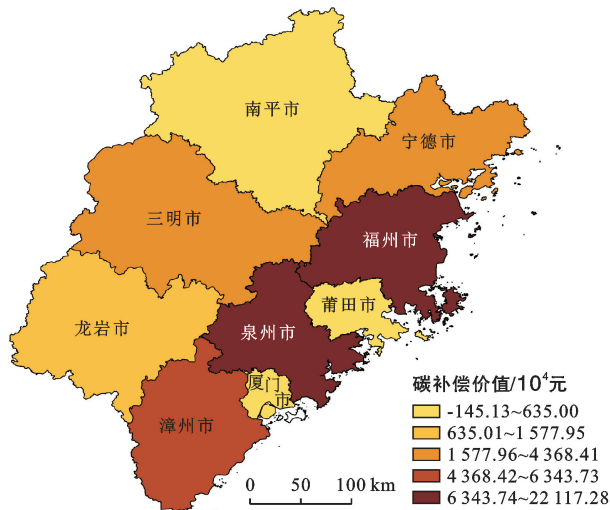 南平市
宁德市
三明市
福州市
莆田市
龙岩市
泉州市
厦门市
漳州市
碳补偿价值/10⁴元
-145.13~635.00
635.01~1 577.95
1 577.96~4 368.41
4 368.42~6 343.73
6 343.74~22 117.28
0 50 100 km